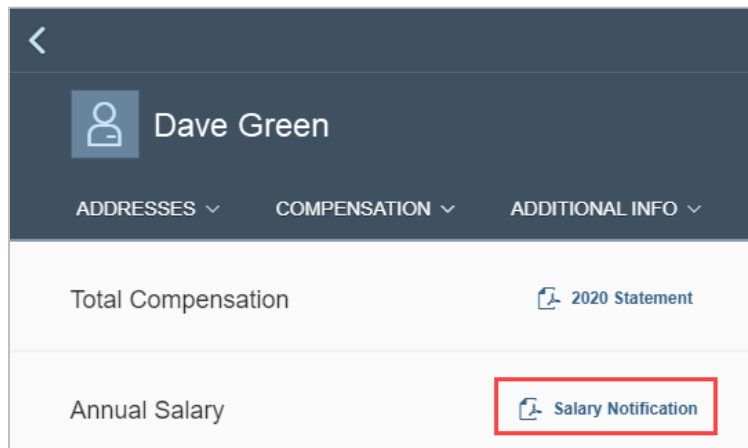 Dave Green
ADDRESSES COMPENSATION ADDITIONAL INFO
Total Compensation 2020 Statement
Annual Salary Salary Notification